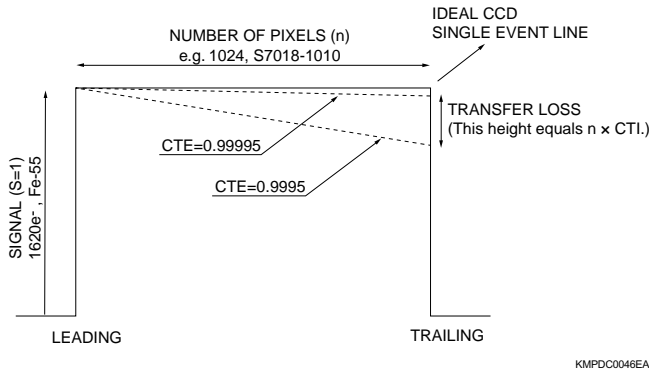 IDEAL CCD
SINGLE EVENT LINE
NUMBER OF PIXELS (n)
e.g. 1024, S7018-1010
TRANSFER LOSS
(This height equals n × CTI.)
CTE=0.99995
CTE=0.9995
SIGNAL (S=1)
1620e-, Fe-55
LEADING
TRAILING
KMPDC0046EA